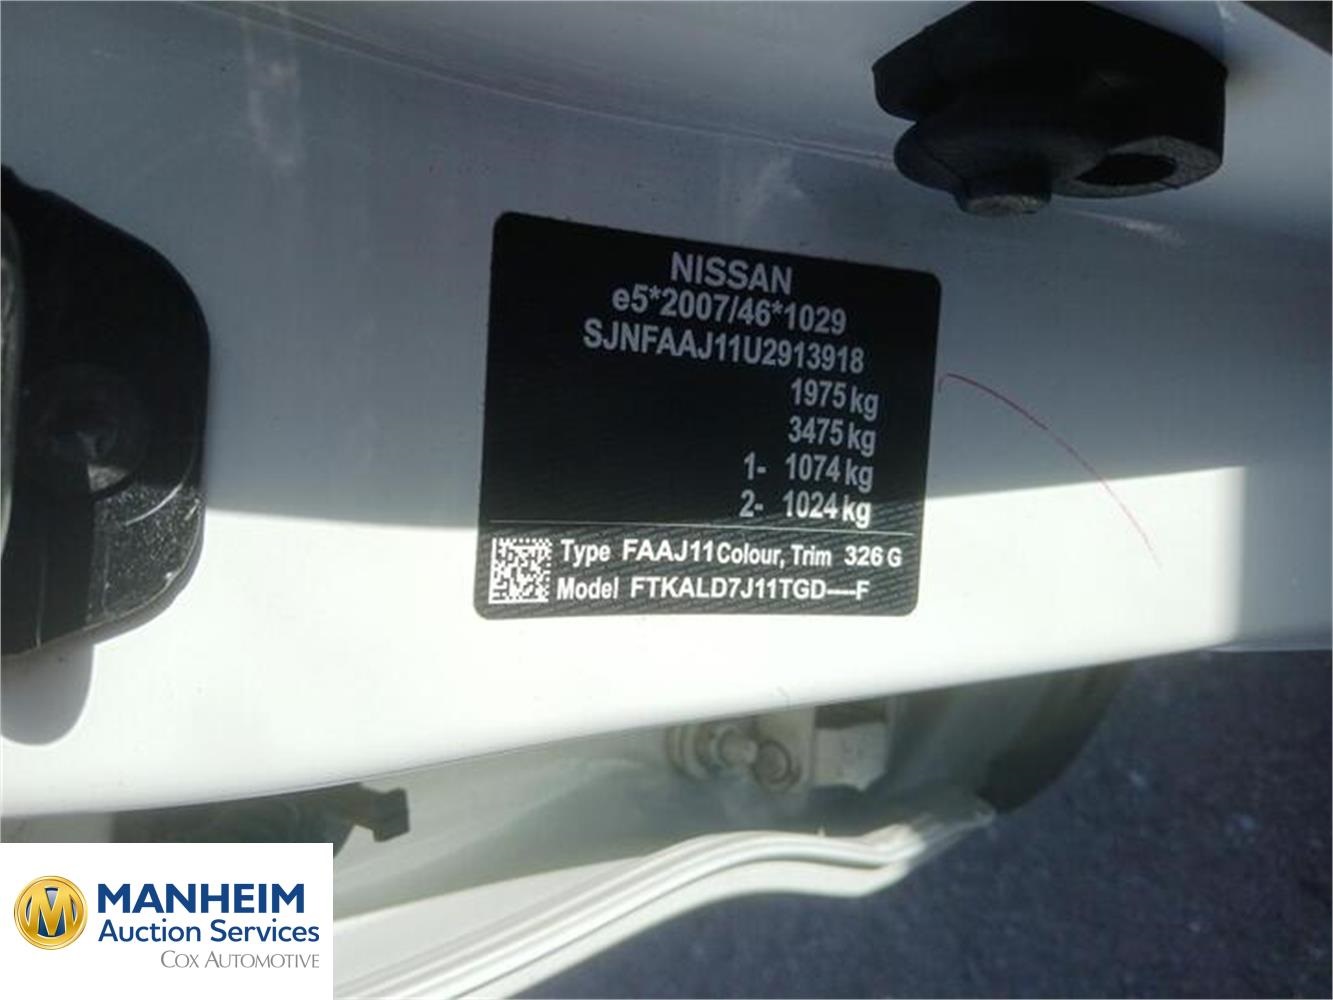 NISSAN
e5*2007/46*1029
SJNFAAJ11U2913918
1975 kg
3475 kg
1- 1074 kg
2- 1024 kg
Type FAAJ11 Colour, Trim 326 G
Model FTKALD7J11TGD----F
MANHEIM
Auction Services
COX AUTOMOTIVE